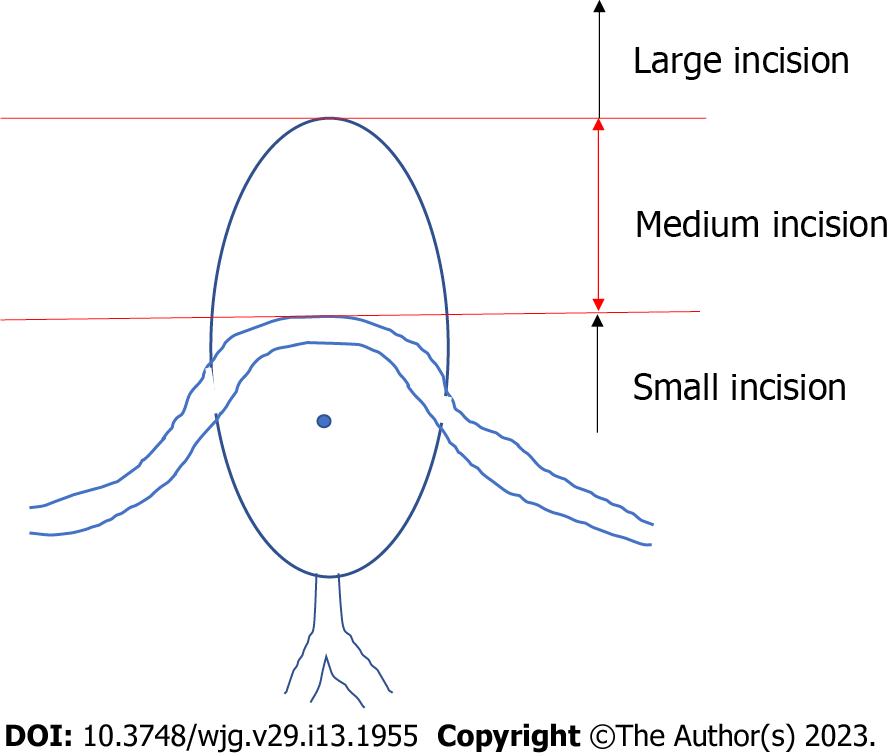 Large incision
Medium incision
Small incision
DOI: 10.3748/wjg.v29.i13.1955 Copyright ©The Author(s) 2023.